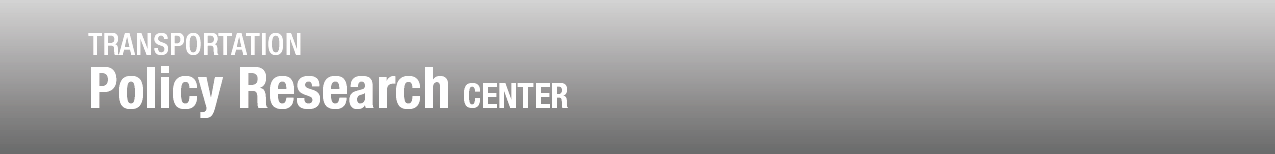 TRANSPORTATION
Policy Research CENTER